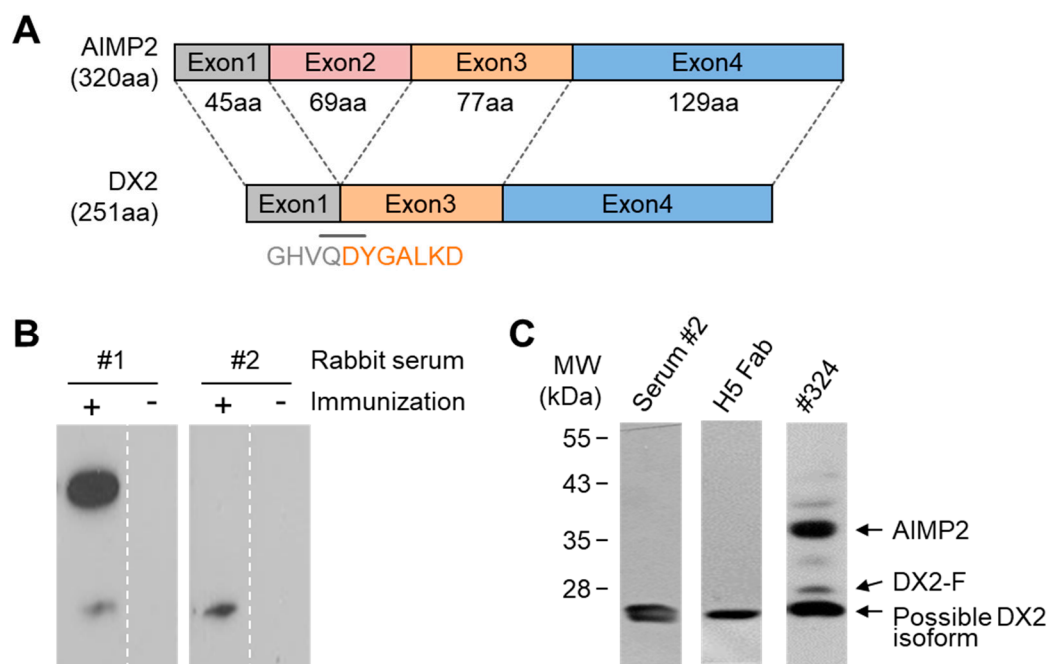 A
AIMP2
(320aa)
Exon1 Exon2 Exon3 Exon4
45aa 69aa 77aa 129aa
DX2
(251aa)
Exon1 Exon3 Exon4
GHVQDYGALKD
B
#1 #2 Rabbit serum
+ - + - Immunization
C
MW
(kDa)
Serum #2
H5 Fab
#324
55
43
35
28
AIMP2
DX2-F
Possible DX2
isoform